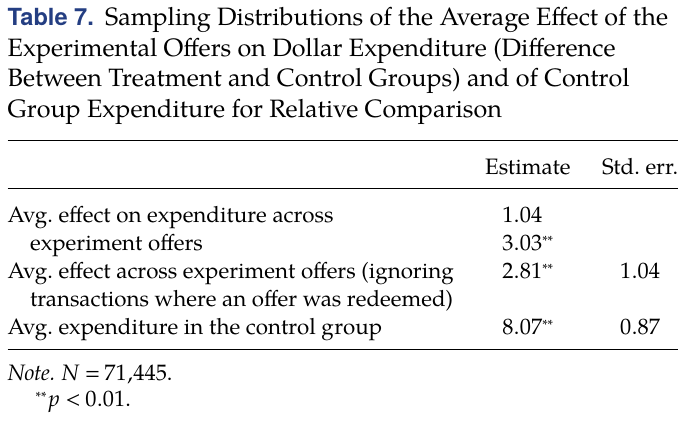 Table 7. Sampling Distributions of the Average Effect of the
Experimental Offers on Dollar Expenditure (Difference
Between Treatment and Control Groups) and of Control
Group Expenditure for Relative Comparison
Estimate Std. err.
Avg. effect on expenditure across 1.04
experiment offers 3.03**
Avg. effect across experiment offers (ignoring 2.81** 1.04
transactions where an offer was redeemed)
Avg. expenditure in the control group 8.07** 0.87
Note. N = 71,445.
**p < 0.01.